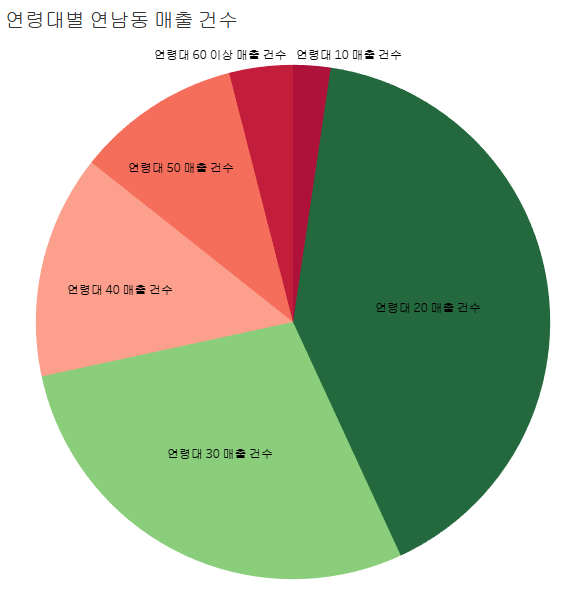 연령대별 연남동 매출 건수
연령대 60 이상 매출 건수
연령대 10 매출 건수
연령대 50 매출 건수
연령대 40 매출 건수
연령대 20 매출 건수
연령대 30 매출 건수